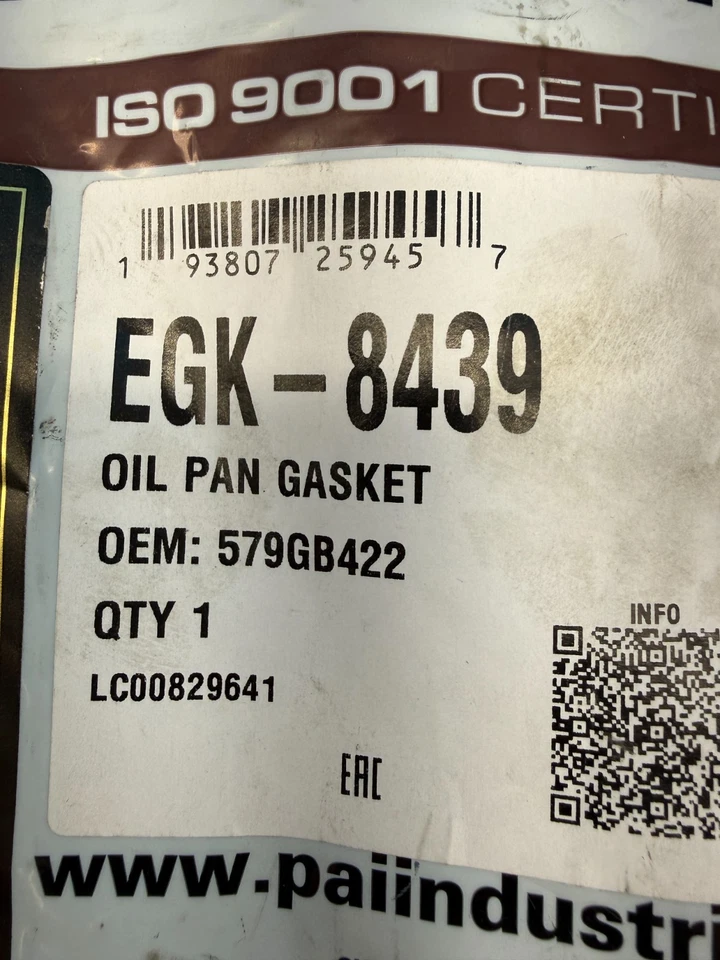 ISO 9001 CERTI
1 93807 25945 7
EGK-8439
OIL PAN GASKET
OEM: 579GB422
QTY 1
LC00829641
INFO
EAC
www.paiindustri